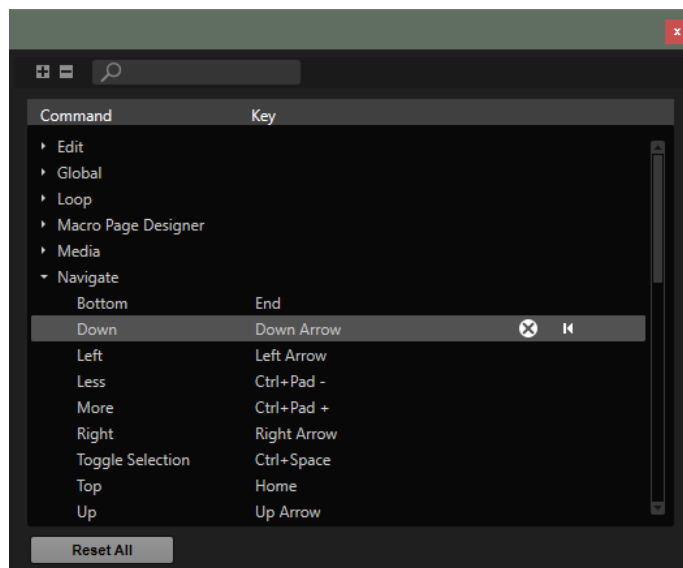 x
Command Key
Edit
Global
Loop
Macro Page Designer
Media
Navigate
Bottom End
Down Down Arrow
Left Left Arrow
Less Ctrl+Pad -
More Ctrl+Pad +
Right Right Arrow
Toggle Selection Ctrl+Space
Top Home
Up Up Arrow
Reset All